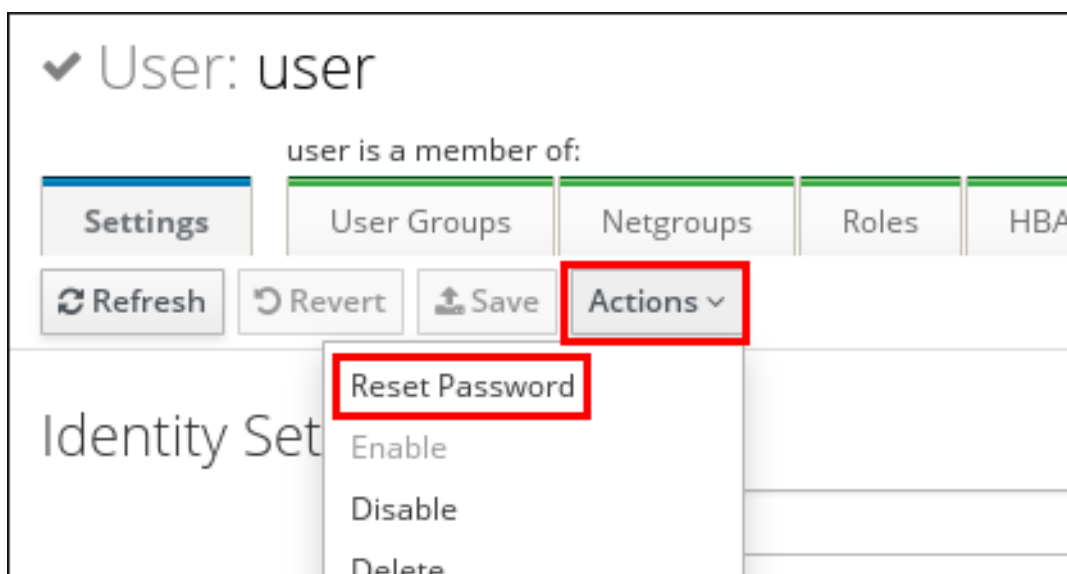 User: user
user is a member of:
Settings User Groups Netgroups Roles HBA
Refresh Revert Save Actions
Reset Password
Identity Set
Enable
Disable
Delete